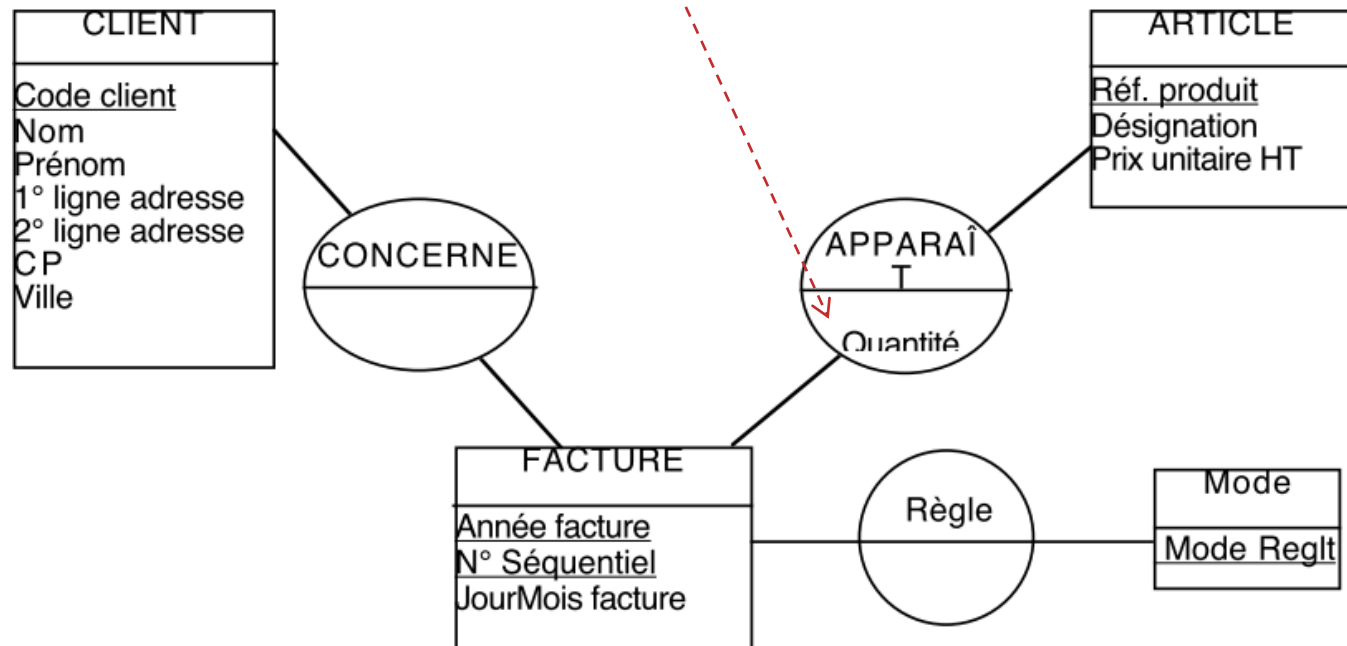 CLIENT
Code client
Nom
Prénom
1° ligne adresse
2° ligne adresse
CP
Ville
CONCERNE
APPARAÎ
T
Quantité
ARTICLE
Réf. produit
Désignation
Prix unitaire HT
FACTURE
Année facture
N° Séquentiel
JourMois facture
Règle
Mode
Mode Reglt